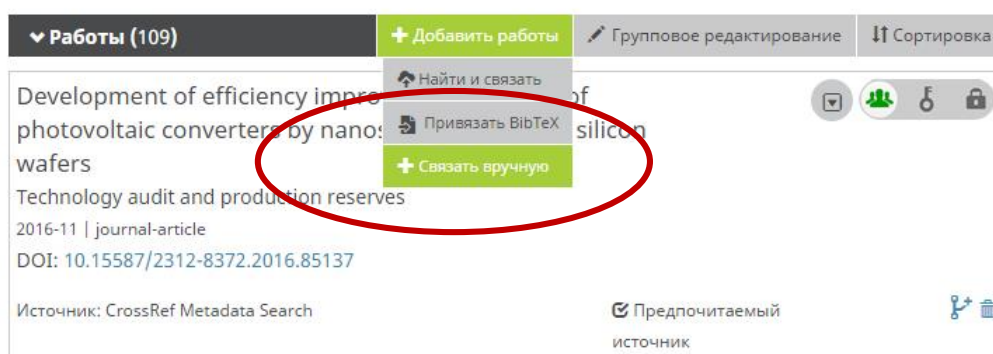 Работы (109)
Добавить работы
Групповое редактирование
Сортировка
Найти и связать
Привязать BibTeX
Связать вручную
Development of efficiency of
photovoltaic converters by silicon
wafers
Technology audit and production reserves
2016-11 | journal-article
DOI: 10.15587/2312-8372.2016.85137
Источник: CrossRef Metadata Search
Предпочитаемый
источник